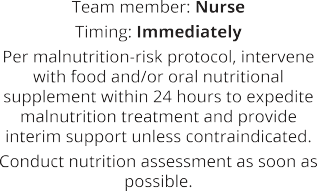 Team member: Nurse
Timing: Immediately
Per malnutrition-risk protocol, intervene
with food and/or oral nutritional
supplement within 24 hours to expedite
malnutrition treatment and provide
interim support unless contraindicated.
Conduct nutrition assessment as soon as
possible.